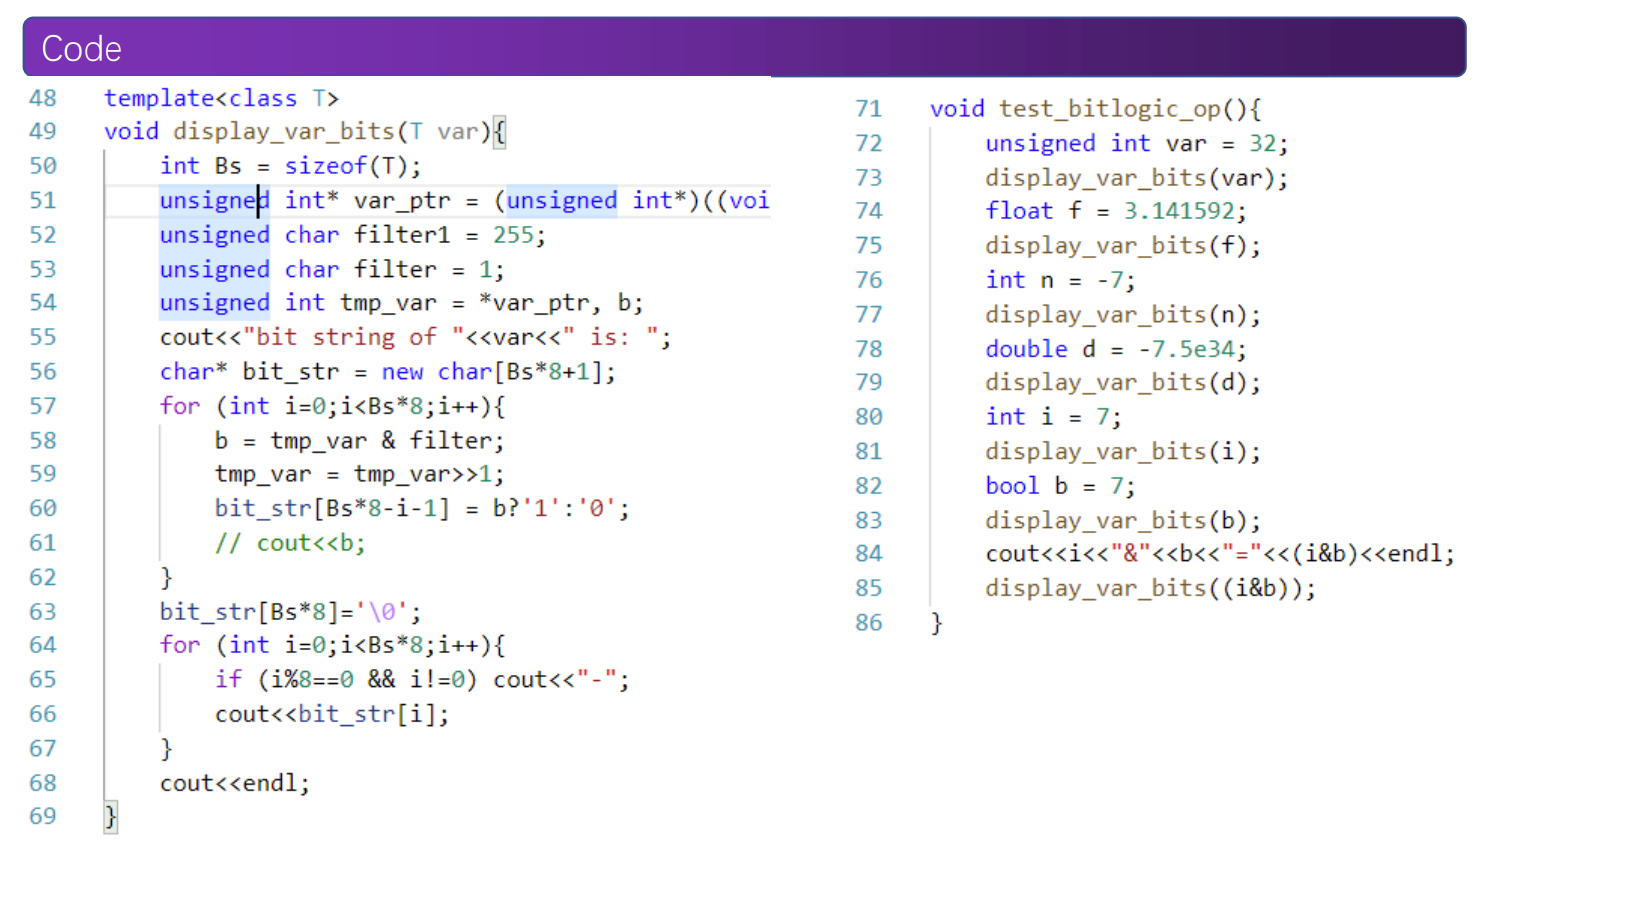 Code
48 template<class T>
49 void display_var_bits(T var){
50 int Bs = sizeof(T);
51 unsigned int* var_ptr = (unsigned int*)((voi
52 unsigned char filter1 = 255;
53 unsigned char filter = 1;
54 unsigned int tmp_var = *var_ptr, b;
55 cout<<"bit string of "<<var<<" is: ";
56 char* bit_str = new char[Bs*8+1];
57 for (int i=0;i<Bs*8;i++){
58 b = tmp_var & filter;
59 tmp_var = tmp_var>>1;
60 bit_str[Bs*8-i-1] = b?'1':'0';
61 // cout<<b;
62 }
63 bit_str[Bs*8]='\0';
64 for (int i=0;i<Bs*8;i++){
65 if (i%8==0 && i!=0) cout<<"-";
66 cout<<bit_str[i];
67 }
68 cout<<endl;
69 }
71 void test_bitlogic_op(){
72 unsigned int var = 32;
73 display_var_bits(var);
74 float f = 3.141592;
75 display_var_bits(f);
76 int n = -7;
77 display_var_bits(n);
78 double d = -7.5e34;
79 display_var_bits(d);
80 int i = 7;
81 display_var_bits(i);
82 bool b = 7;
83 display_var_bits(b);
84 cout<<i<<"&"<<b<<"="<<(i&b)<<endl;
85 display_var_bits((i&b));
86 }